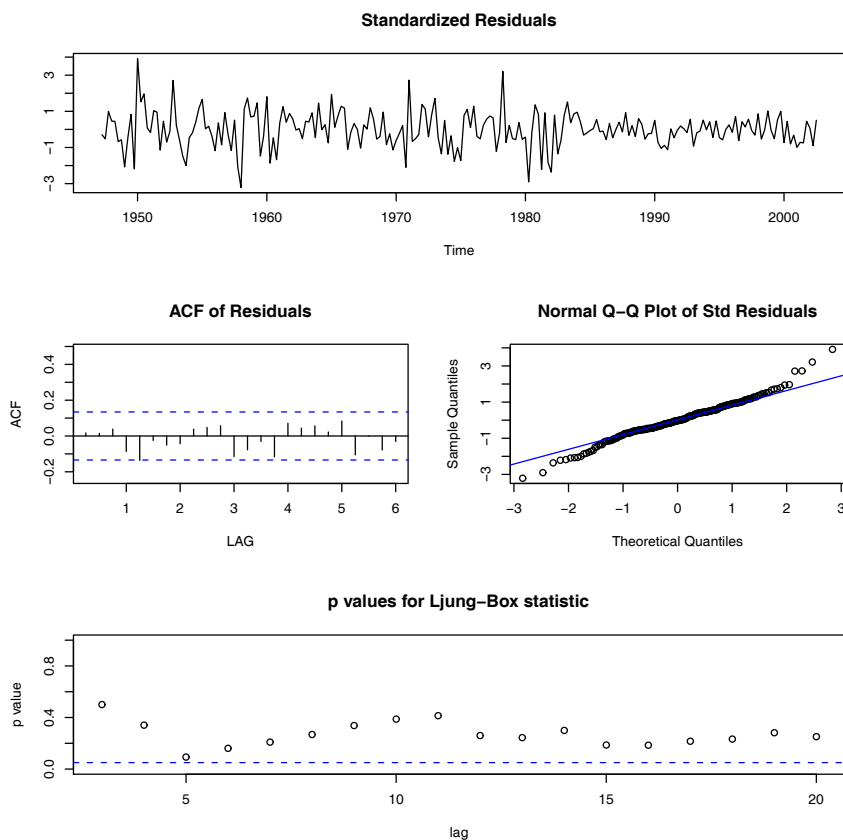 Standardized Residuals
3
1
−1
−3
1950 1960 1970 1980 1990 2000
Time
ACF of Residuals
ACF
0.4
0.2
0.0
−0.2
1 2 3 4 5 6
LAG
Normal Q−Q Plot of Std Residuals
Sample Quantiles
3
1
−1
−3
−3 −2 −1 0 1 2 3
Theoretical Quantiles
p values for Ljung−Box statistic
p value
0.8
0.4
0.0
5 10 15 20
lag